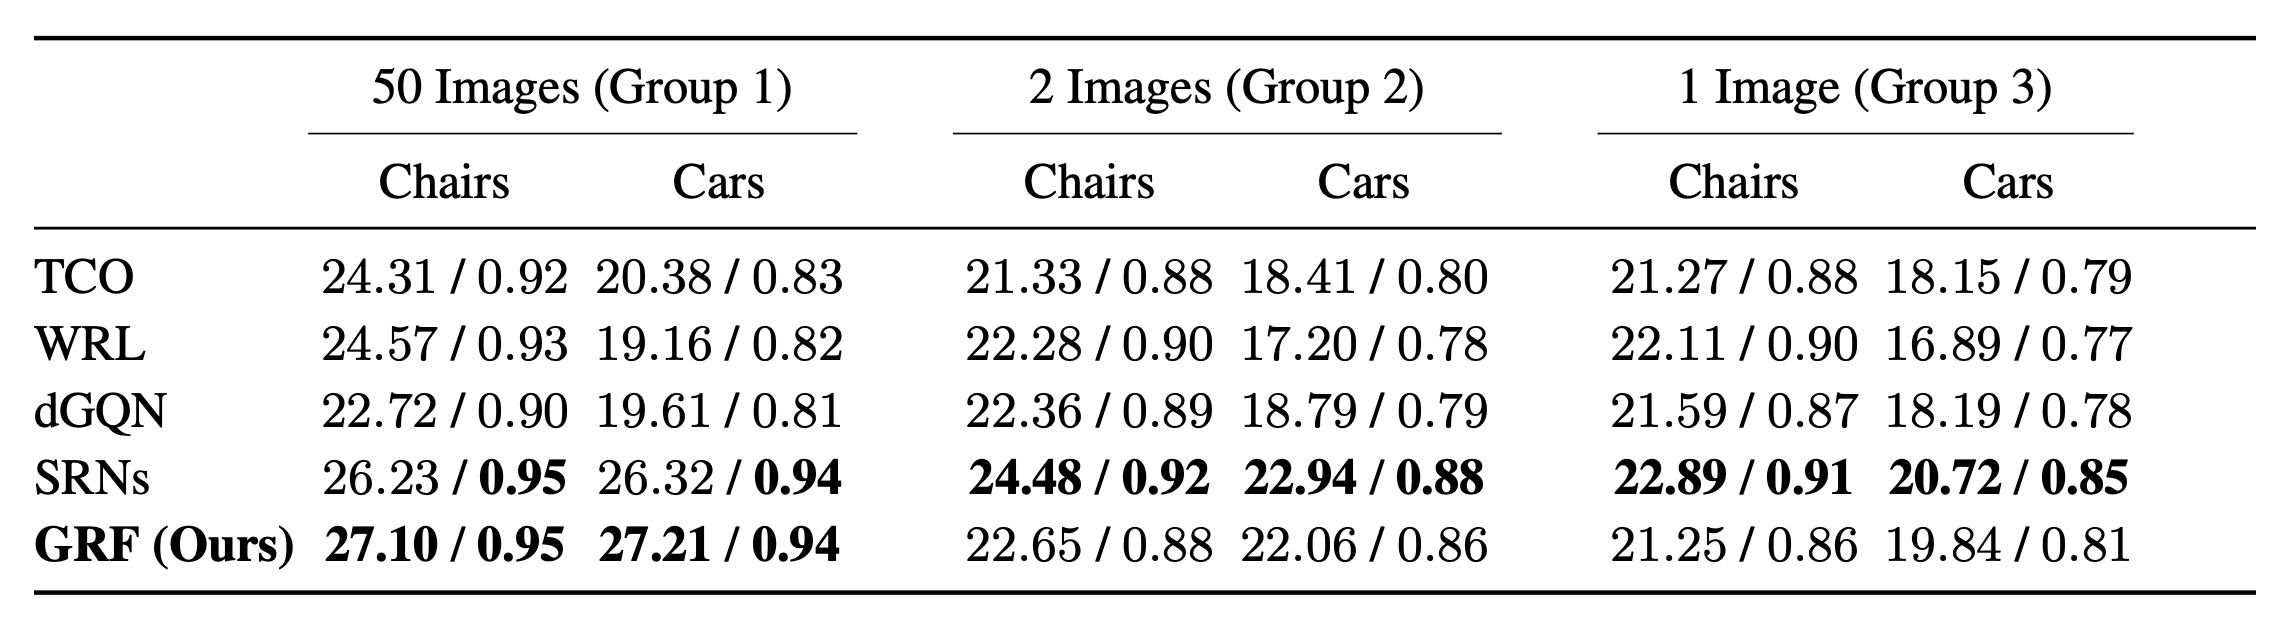 50 Images (Group 1) 2 Images (Group 2) 1 Image (Group 3)
Chairs Cars Chairs Cars Chairs Cars
TCO 24.31 / 0.92 20.38 / 0.83 21.33 / 0.88 18.41 / 0.80 21.27 / 0.88 18.15 / 0.79
WRL 24.57 / 0.93 19.16 / 0.82 22.28 / 0.90 17.20 / 0.78 22.11 / 0.90 16.89 / 0.77
dGQN 22.72 / 0.90 19.61 / 0.81 22.36 / 0.89 18.79 / 0.79 21.59 / 0.87 18.19 / 0.78
SRNs 26.23 / 0.95 26.32 / 0.94 24.48 / 0.92 22.94 / 0.88 22.89 / 0.91 20.72 / 0.85
GRF (Ours) 27.10 / 0.95 27.21 / 0.94 22.65 / 0.88 22.06 / 0.86 21.25 / 0.86 19.84 / 0.81